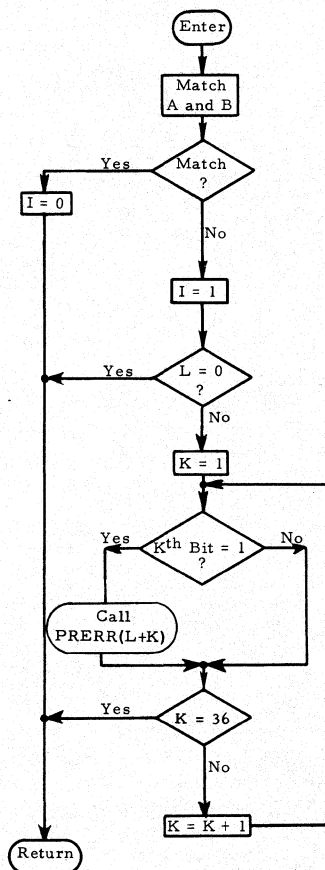 Enter
Match
A and B
Match
?
Yes
I = 0
No
I = 1
L = 0
?
Yes
No
K = 1
Kth Bit = 1
?
Yes
No
Call
PRERR(L+K)
K = 36
Yes
No
K = K + 1
Return